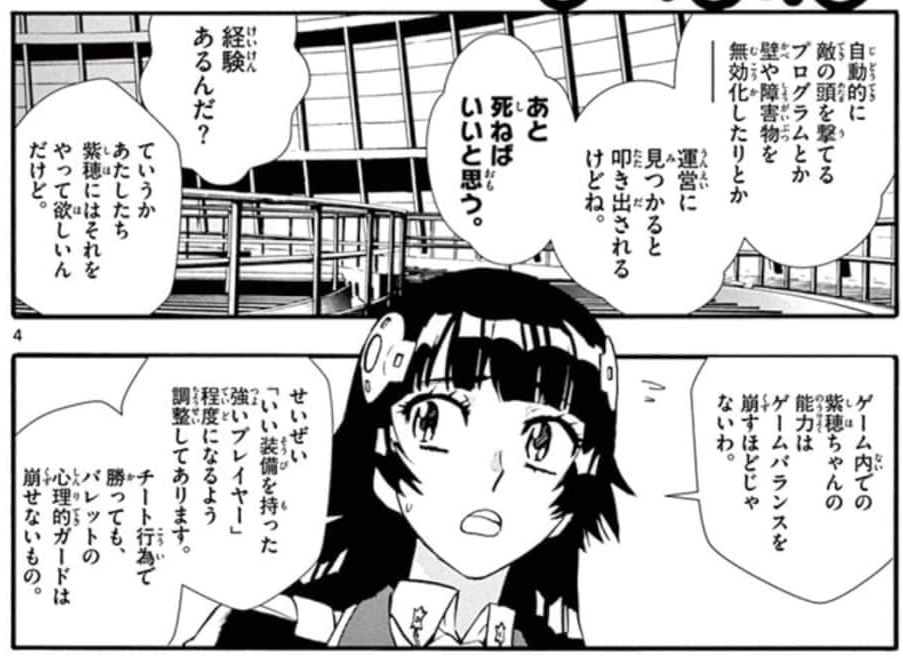 自動的に
敵の頭を撃てる
プログラムとか
壁や障害物を
無効化したりとか
――
運営に
見つかると
叩き出される
けどね。
あと
死ねば
いいと思う。
経験
あるんだ?
ていうか
あたしたち
紫穂にはそれを
やって欲しいん
だけど。
4
ゲーム内での
紫穂ちゃんの
能力は
ゲームバランスを
崩すほどじゃ
ないわ。
せいぜい
「いい装備を持った
強いプレイヤー」
程度になるよう
調整してあります。
チート行為で
勝っても、
バレットの
心理的ガードは
崩せないもの。